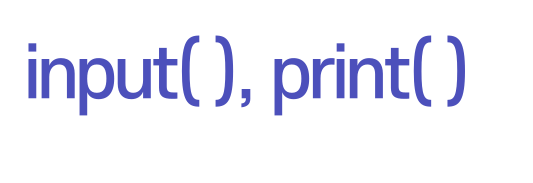 input( ), print( )